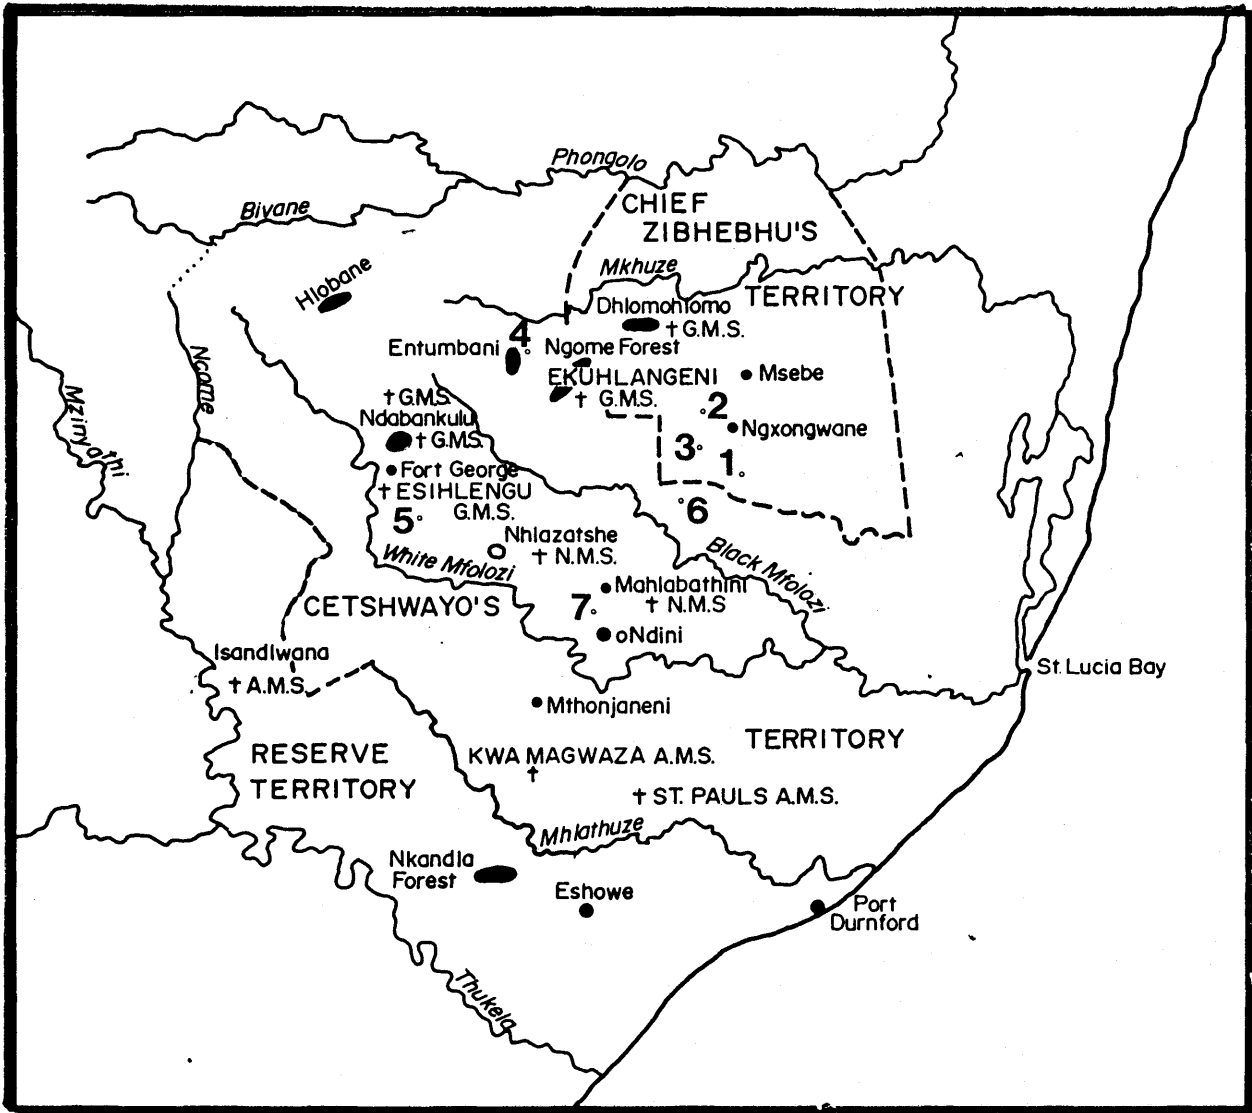 Phongolo
CHIEF
ZIBHEBHU'S
Bivane
Mkhuze
Hlobane
TERRITORY
Dhlomohlomo
† G.M.S.
4
Entumbani
Ngome Forest
Ncome
EKUHLANGENI
† G.M.S.
Msebe
Mzinyathi
† G.M.S.
Ndabankulu
† G.M.S.
2
Ngxongwane
3
1
Fort George
† ESIHLENGU
G.M.S.
5
6
Nhlazatshe
† N.M.S.
White Mfolozi
Black Mfolozi
Mahlabathini
† N.M.S
7
CETSHWAYO'S
oNdini
Isandlwana
† A.M.S.
St. Lucia Bay
Mthonjaneni
TERRITORY
RESERVE
TERRITORY
KWA MAGWAZA A.M.S.
†
† ST. PAULS A.M.S.
Mhlathuze
Nkandla
Forest
Eshowe
Port
Durnford
Thukela